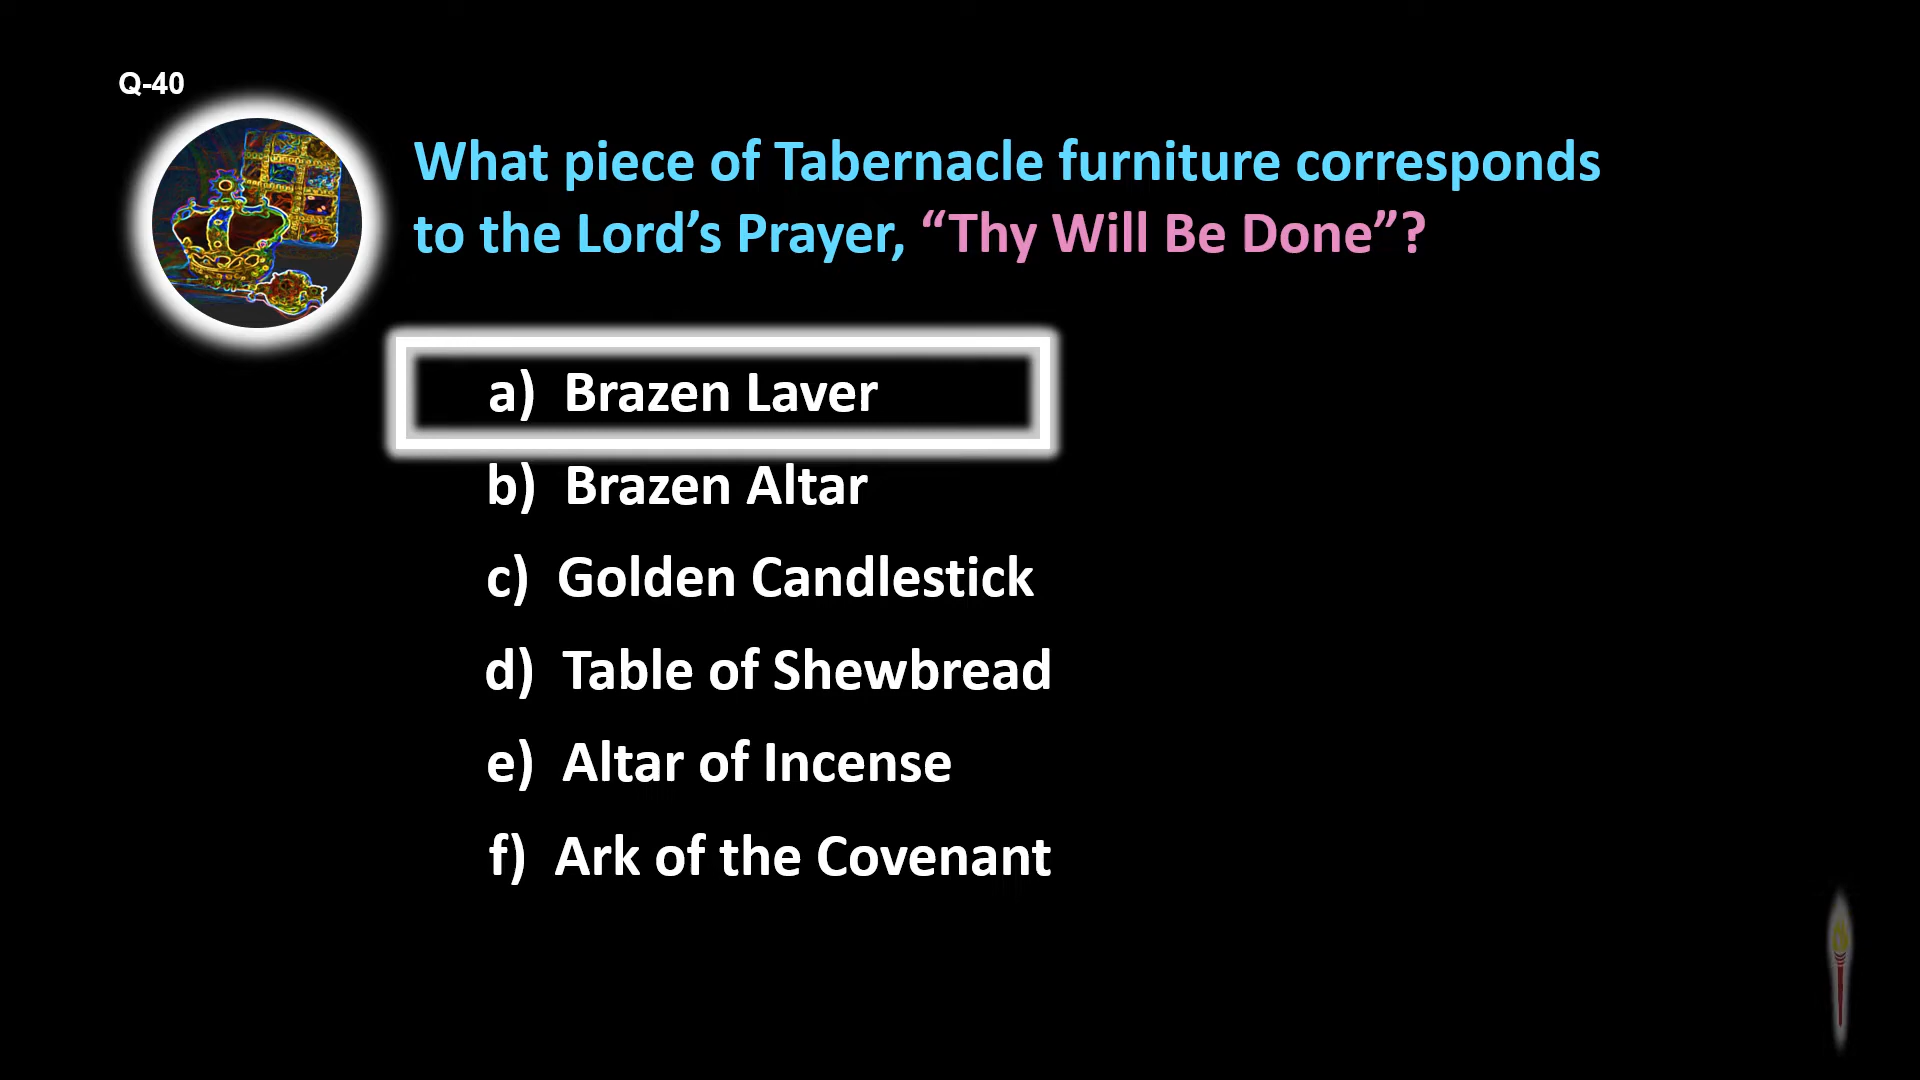 Q-40
What piece of Tabernacle furniture corresponds
to the Lord’s Prayer, “Thy Will Be Done”?
a) Brazen Laver
b) Brazen Altar
c) Golden Candlestick
d) Table of Shewbread
e) Altar of Incense
f) Ark of the Covenant